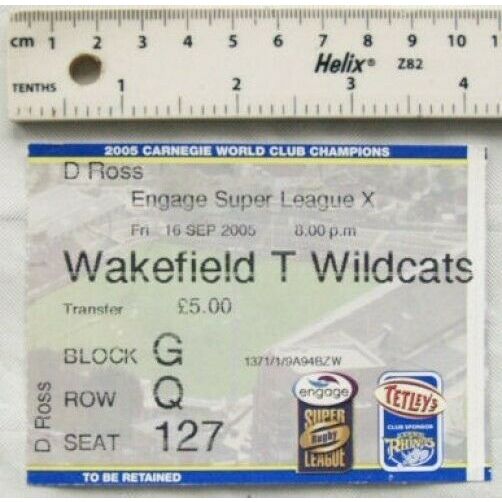 cm 1 2 3 4 5 6 7 8 9 10 11
Helix® Z82
TENTHS 1 2 3 4
2005 CARNEGIE WORLD CLUB CHAMPIONS
D Ross
Engage Super League X
Fri 16 SEP 2005 8.00 p.m
Wakefield T Wildcats
Transfer £5.00
BLOCK G
1371/1/9A94BZW
ROW Q
SEAT 127
D Ross
engage
SUPER
Rugby
LEAGUE
TETLEY'S
CLUB SPONSOR
LEEDS
RHINOS
TO BE RETAINED